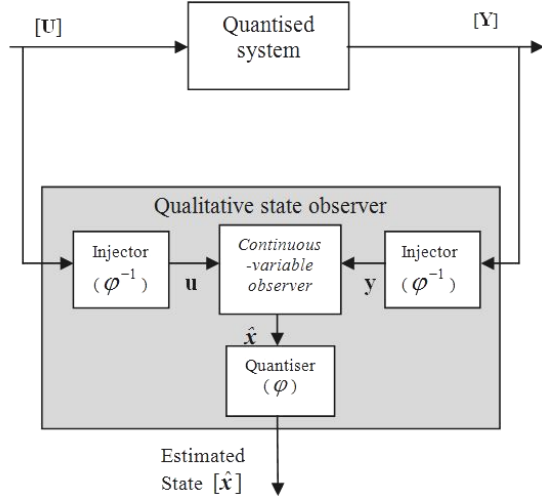 [U]
Quantised
system
[Y]
Qualitative state observer
Injector
(φ⁻¹)
u
Continuous
-variable
observer
y
Injector
(φ⁻¹)
x̂
Quantiser
(φ)
Estimated
State [x̂]